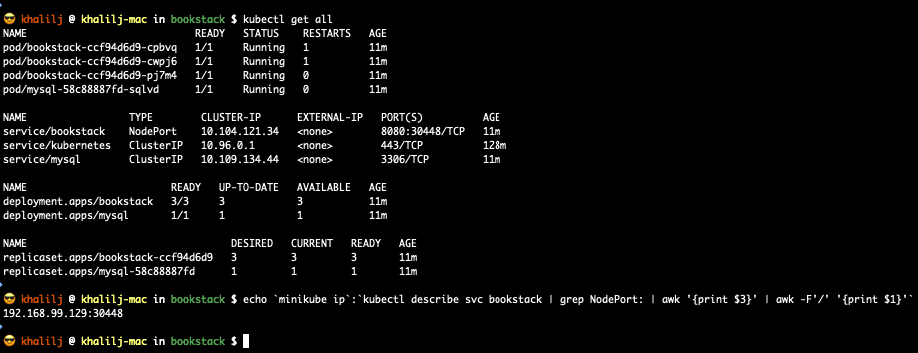 😎 khalilj @ khalilj-mac in bookstack $ kubectl get all
NAME READY STATUS RESTARTS AGE
pod/bookstack-ccf94d6d9-cpbvq 1/1 Running 1 11m
pod/bookstack-ccf94d6d9-cwpj6 1/1 Running 1 11m
pod/bookstack-ccf94d6d9-pj7m4 1/1 Running 0 11m
pod/mysql-58c88887fd-sqlvd 1/1 Running 0 11m
NAME TYPE CLUSTER-IP EXTERNAL-IP PORT(S) AGE
service/bookstack NodePort 10.104.121.34 <none> 8080:30448/TCP 11m
service/kubernetes ClusterIP 10.96.0.1 <none> 443/TCP 128m
service/mysql ClusterIP 10.109.134.44 <none> 3306/TCP 11m
NAME READY UP-TO-DATE AVAILABLE AGE
deployment.apps/bookstack 3/3 3 3 11m
deployment.apps/mysql 1/1 1 1 11m
NAME DESIRED CURRENT READY AGE
replicaset.apps/bookstack-ccf94d6d9 3 3 3 11m
replicaset.apps/mysql-58c88887fd 1 1 1 11m
😎 khalilj @ khalilj-mac in bookstack $ echo `minikube ip`:`kubectl describe svc bookstack | grep NodePort: | awk '{print $3}' | awk -F'/' '{print $1}'`
192.168.99.129:30448
😎 khalilj @ khalilj-mac in bookstack $